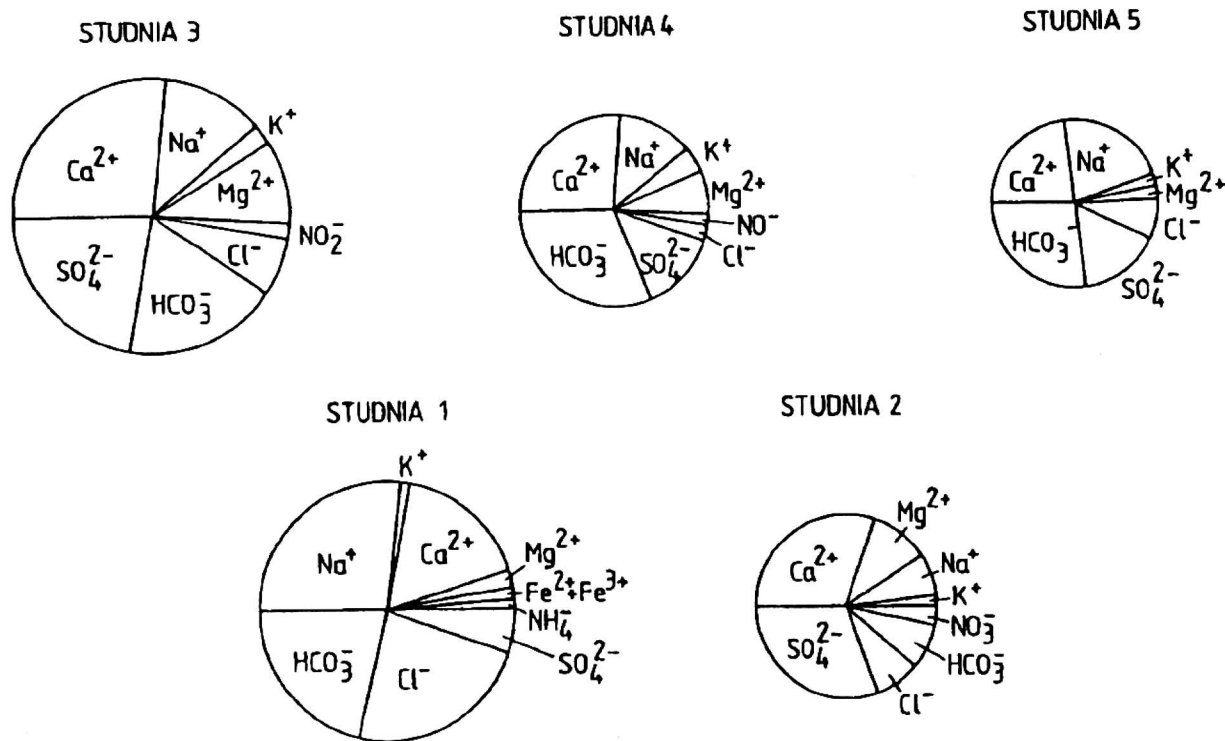 STUDNIA 3
Ca²⁺
Na⁺
K⁺
Mg²⁺
NO₂⁻
Cl⁻
HCO₃⁻
SO₄²⁻
STUDNIA 4
Ca²⁺
Na⁺
K⁺
Mg²⁺
NO⁻
Cl⁻
SO₄²⁻
HCO₃⁻
STUDNIA 5
Ca²⁺
Na⁺
K⁺
Mg²⁺
Cl⁻
SO₄²⁻
HCO₃
STUDNIA 1
K⁺
Na⁺
Ca²⁺
Mg²⁺
Fe²⁺+Fe³⁺
NH₄⁻
SO₄²⁻
Cl⁻
HCO₃⁻
STUDNIA 2
Mg²⁺
Ca²⁺
Na⁺
K⁺
NO₃⁻
HCO₃⁻
Cl⁻
SO₄²⁻